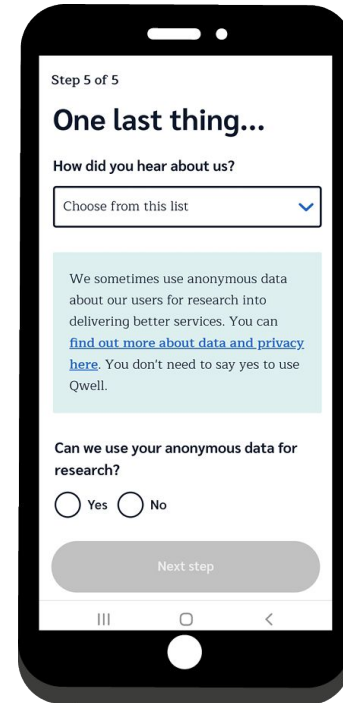 Step 5 of 5
One last thing...
How did you hear about us?
Choose from this list
We sometimes use anonymous data
about our users for research into
delivering better services. You can
find out more about data and privacy
here. You don't need to say yes to use
Qwell.
Can we use your anonymous data for
research?
Yes No
Next step